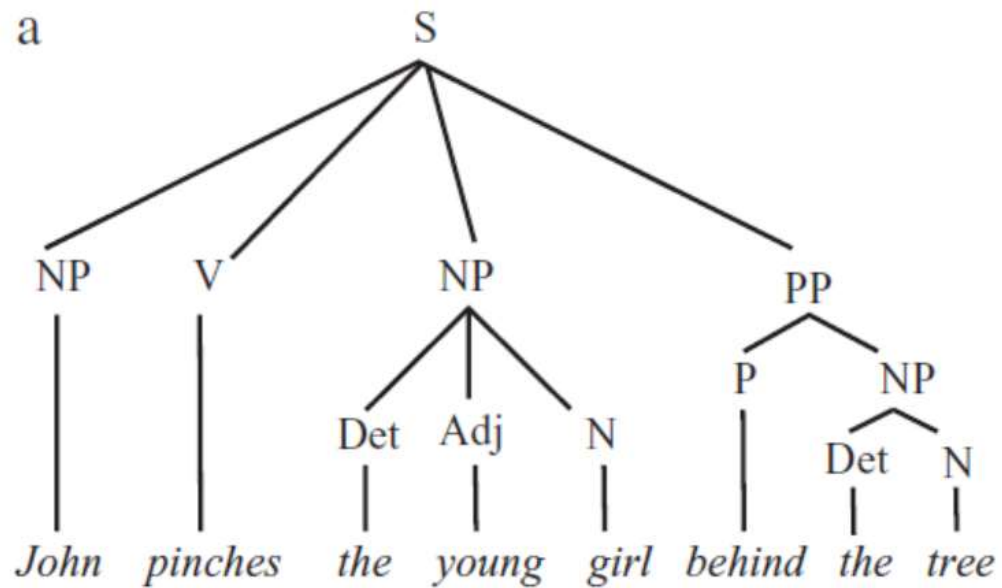 a
S
NP V NP PP
P NP
Det Adj N Det N
John pinches the young girl behind the tree